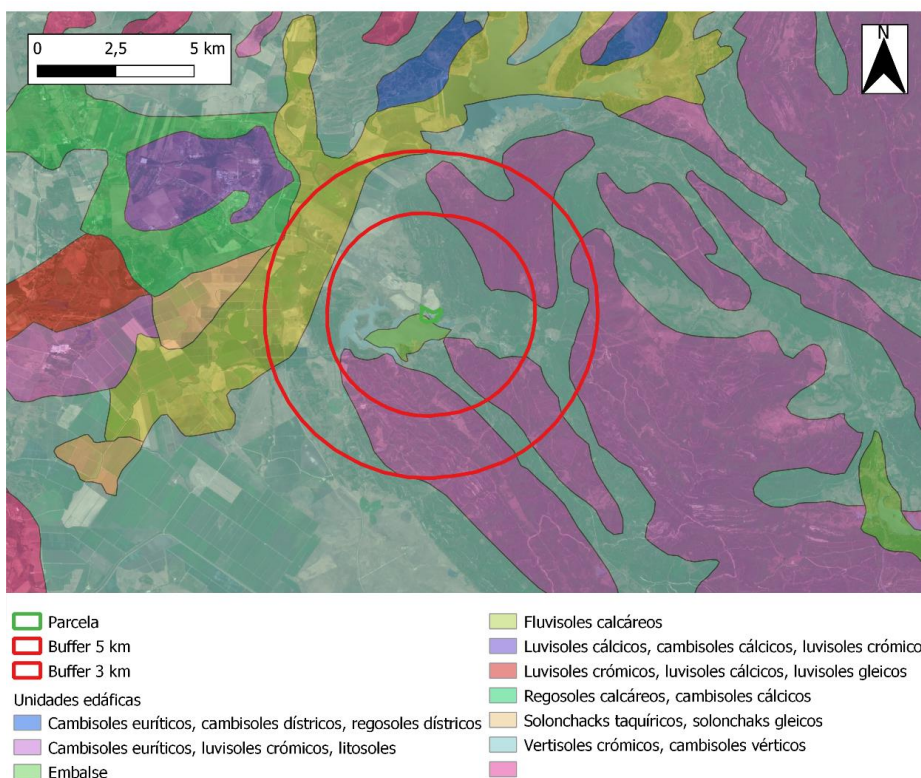 0 2,5 5 km
N
Parcela
Buffer 5 km
Buffer 3 km
Unidades edáficas
Cambisoles euríticos, cambisoles dístricos, regosoles dístricos
Cambisoles euríticos, luvisoles crómicos, litosoles
Embalse
Fluvisoles calcáreos
Luvisoles cálcicos, cambisoles cálcicos, luvisoles crómico
Luvisoles crómicos, luvisoles cálcicos, luvisoles gleicos
Regosoles calcáreos, cambisoles cálcicos
Solonchacks taquíricos, solonchaks gleicos
Vertisoles crómicos, cambisoles vérticos